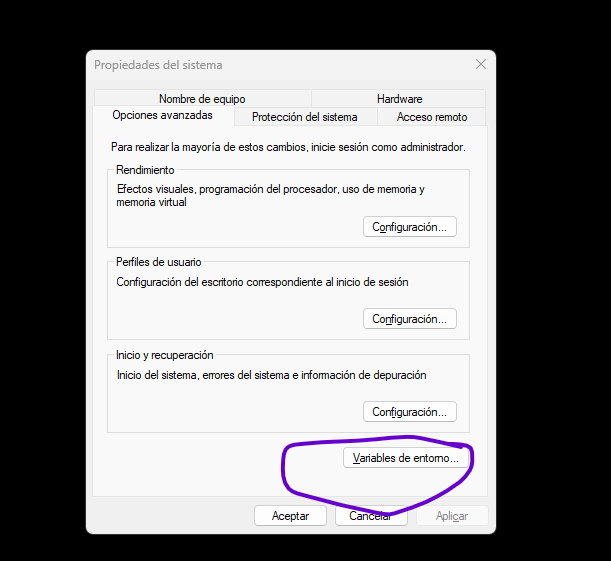 Propiedades del sistema
Nombre de equipo
Hardware
Opciones avanzadas
Protección del sistema
Acceso remoto
Para realizar la mayoría de estos cambios, inicie sesión como administrador.
Rendimiento
Efectos visuales, programación del procesador, uso de memoria y
memoria virtual
Configuración...
Perfiles de usuario
Configuración del escritorio correspondiente al inicio de sesión
Configuración...
Inicio y recuperación
Inicio del sistema, errores del sistema e información de depuración
Configuración...
Variables de entorno...
Aceptar
Cancelar
Aplicar